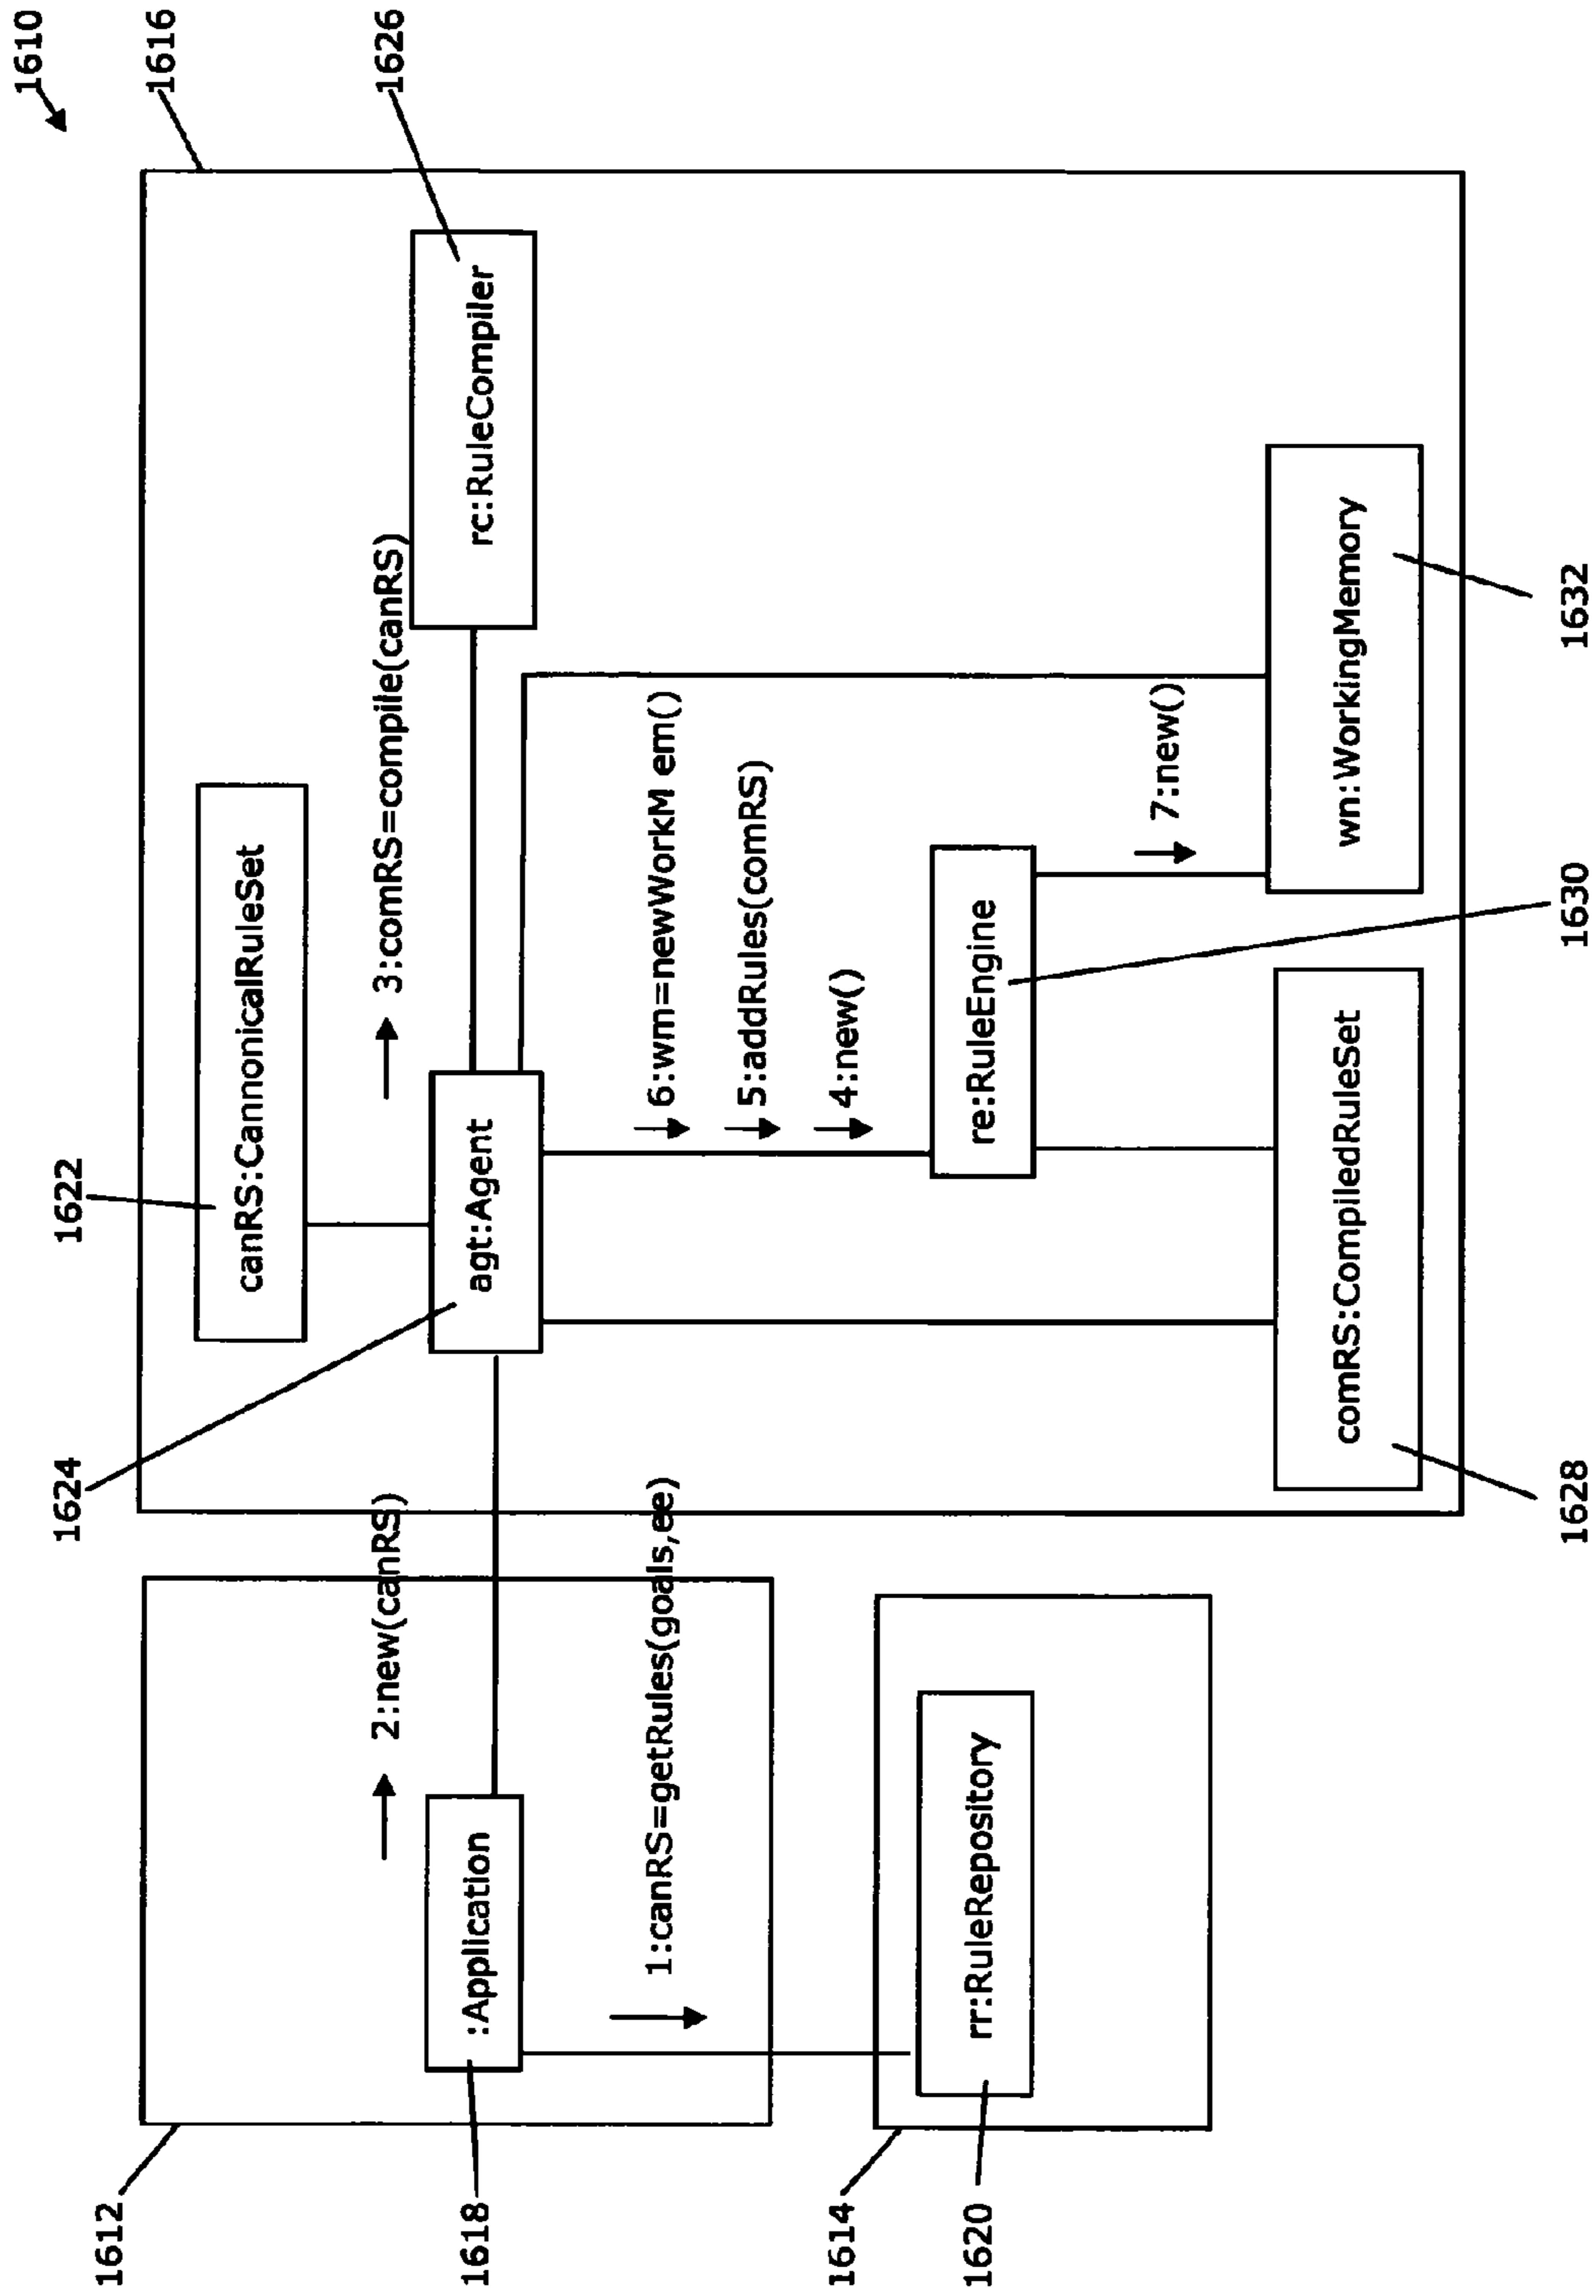 1610
1616
1626
1622
canRS:CannonicalRuleSet
1624
2:new(canRS)
3:comRS=compile(canRS)
:Application
agt:Agent
rc:RuleCompiler
1612
1618
1:canRS=getRules(goals,ee)
6:wm=newWorkM em()
5:addRules(comRS)
4:new()
re:RuleEngine
7:new()
rr:RuleRepository
1614
1620
comRS:CompiledRuleSet
wn:WorkingMemory
1628
1630
1632